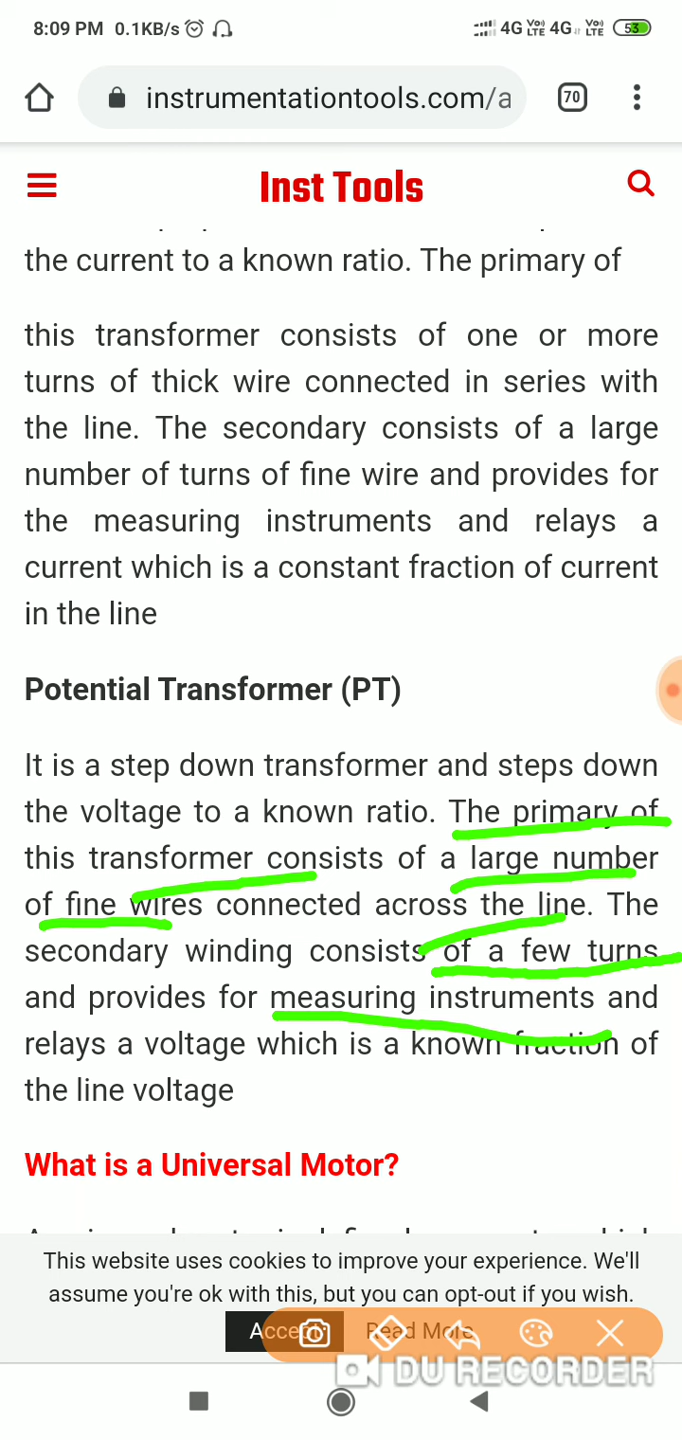 8:09 PM 0.1KB/s 4G Vo) LTE 4G Vo) LTE 53
instrumentationtools.com/a 70
Inst Tools
the current to a known ratio. The primary of
this transformer consists of one or more
turns of thick wire connected in series with
the line. The secondary consists of a large
number of turns of fine wire and provides for
the measuring instruments and relays a
current which is a constant fraction of current
in the line
Potential Transformer (PT)
It is a step down transformer and steps down
the voltage to a known ratio. The primary of
this transformer consists of a large number
of fine wires connected across the line. The
secondary winding consists of a few turns
and provides for measuring instruments and
relays a voltage which is a known fraction of
the line voltage
What is a Universal Motor?
This website uses cookies to improve your experience. We'll
assume you're ok with this, but you can opt-out if you wish.
Accept Read More
DU RECORDER